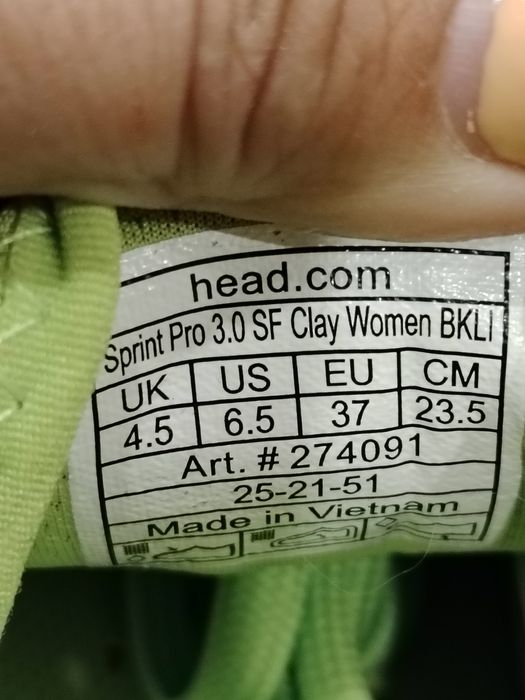 head.com
Sprint Pro 3.0 SF Clay Women BKLI
UK US EU CM
4.5 6.5 37 23.5
Art. # 274091
25-21-51
Made in Vietnam